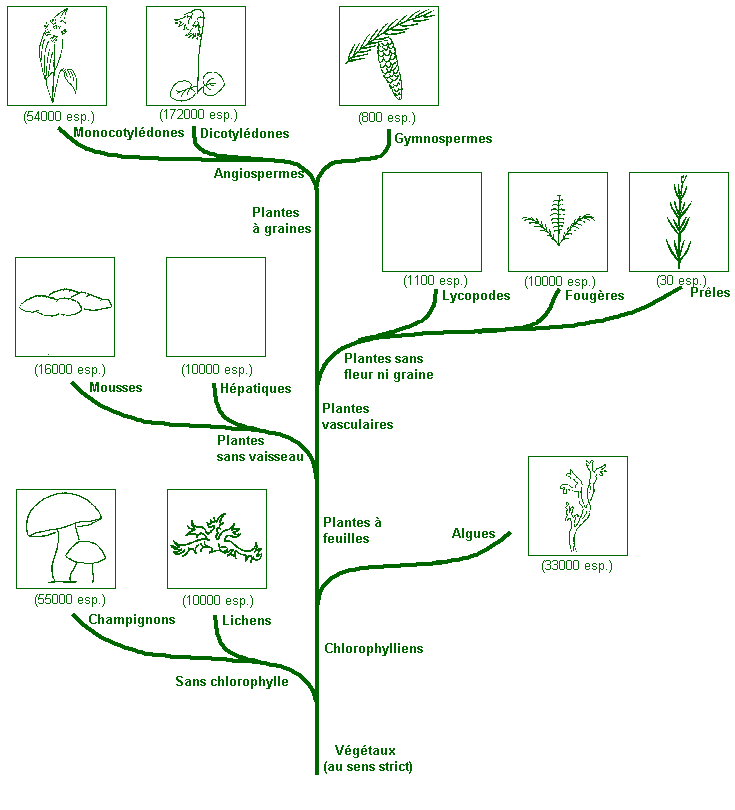 (54000 esp.)
Monocotylédones
(172000 esp.)
Dicotylédones
(800 esp.)
Gymnospermes
Angiospermes
Plantes
à graines
(1100 esp.)
Lycopodes
(10000 esp.)
Fougères
(30 esp.)
Prêles
Plantes sans
fleur ni graine
(16000 esp.)
Mousses
(10000 esp.)
Hépatiques
Plantes
vasculaires
Plantes
sans vaisseau
Plantes à
feuilles
Algues
(33000 esp.)
(55000 esp.)
Champignons
(10000 esp.)
Lichens
Chlorophylliens
Sans chlorophylle
Végétaux
(au sens strict)